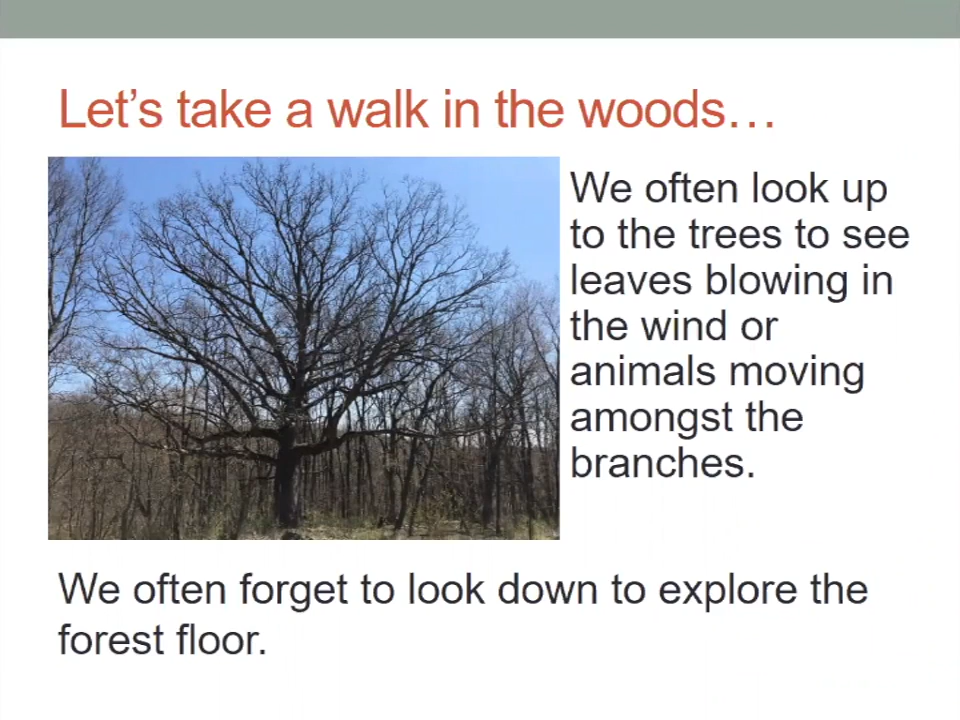 Let’s take a walk in the woods…
We often look up
to the trees to see
leaves blowing in
the wind or
animals moving
amongst the
branches.
We often forget to look down to explore the
forest floor.